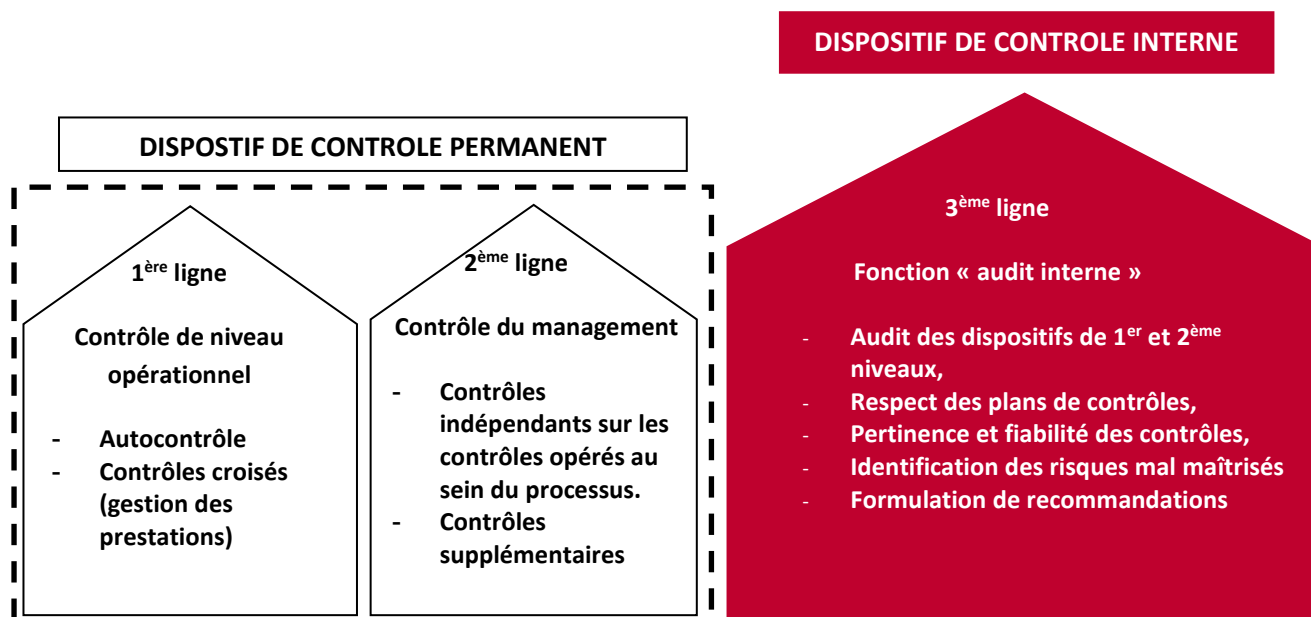 DISPOSITIF DE CONTROLE INTERNE
DISPOSTIF DE CONTROLE PERMANENT
1ère ligne
Contrôle de niveau
opérationnel
- Autocontrôle
- Contrôles croisés
(gestion des
prestations)
2ème ligne
Contrôle du management
- Contrôles
indépendants sur les
contrôles opérés au
sein du processus.
- Contrôles
supplémentaires
3ème ligne
Fonction « audit interne »
- Audit des dispositifs de 1er et 2ème
niveaux,
- Respect des plans de contrôles,
- Pertinence et fiabilité des contrôles,
- Identification des risques mal maîtrisés
- Formulation de recommandations